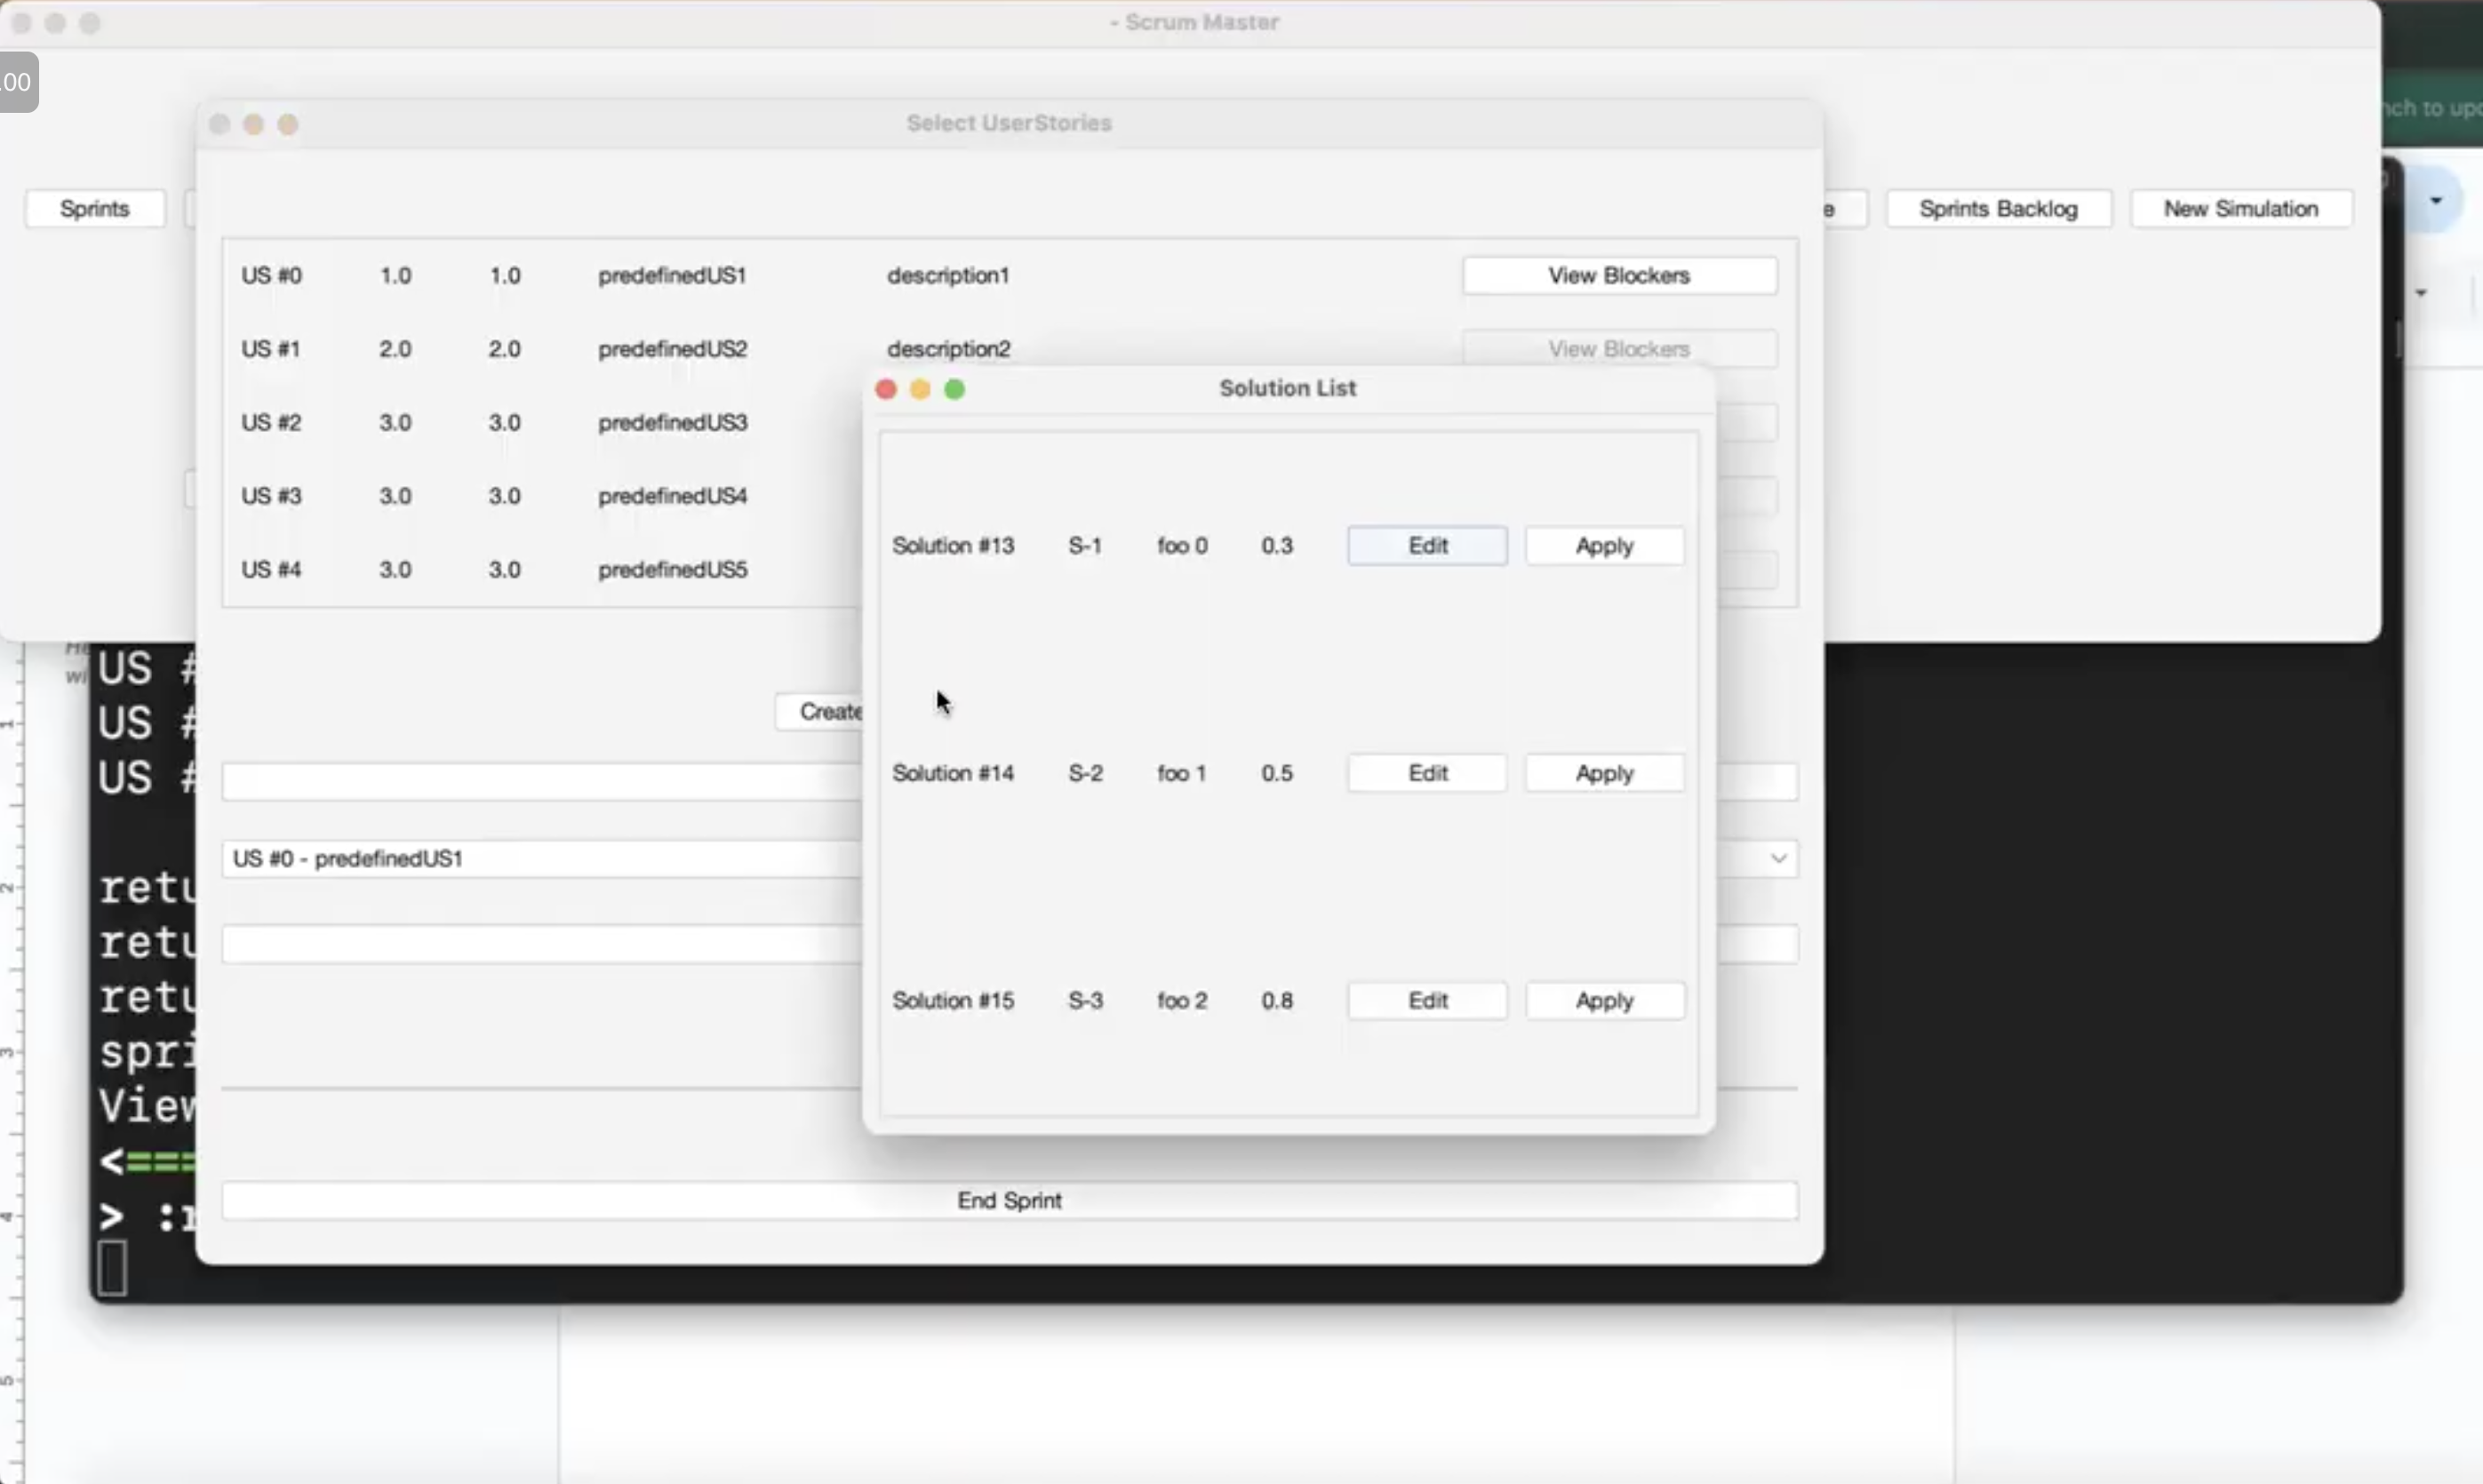 - Scrum Master
.00
Select UserStories
nch to upd
Sprints
Sprints Backlog
New Simulation
US #0 1.0 1.0 predefinedUS1 description1 View Blockers
US #1 2.0 2.0 predefinedUS2 description2 View Blockers
US #2 3.0 3.0 predefinedUS3
US #3 3.0 3.0 predefinedUS4
US #4 3.0 3.0 predefinedUS5
Solution List
Solution #13 S-1 foo 0 0.3 Edit Apply
Solution #14 S-2 foo 1 0.5 Edit Apply
Solution #15 S-3 foo 2 0.8 Edit Apply
Create
US #0 - predefinedUS1
End Sprint
US #
US #
US #
retu
retu
retu
spri
View
<===
> :r
1
2
3
4
5